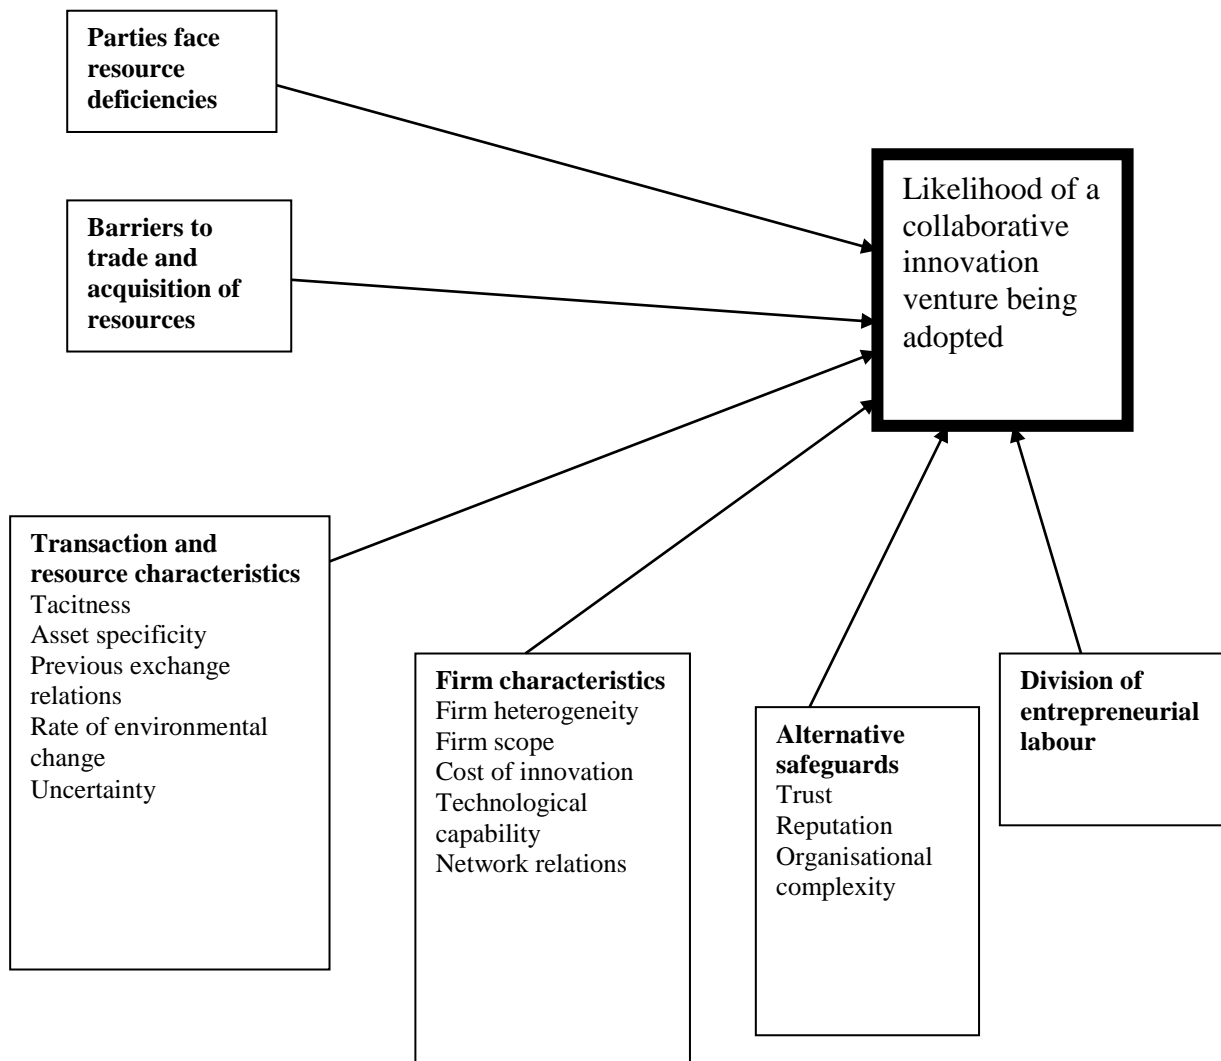 Parties face
resource
deficiencies
Barriers to
trade and
acquisition of
resources
Likelihood of a
collaborative
innovation
venture being
adopted
Transaction and
resource characteristics
Tacitness
Asset specificity
Previous exchange
relations
Rate of environmental
change
Uncertainty
Firm characteristics
Firm heterogeneity
Firm scope
Cost of innovation
Technological
capability
Network relations
Alternative
safeguards
Trust
Reputation
Organisational
complexity
Division of
entrepreneurial
labour